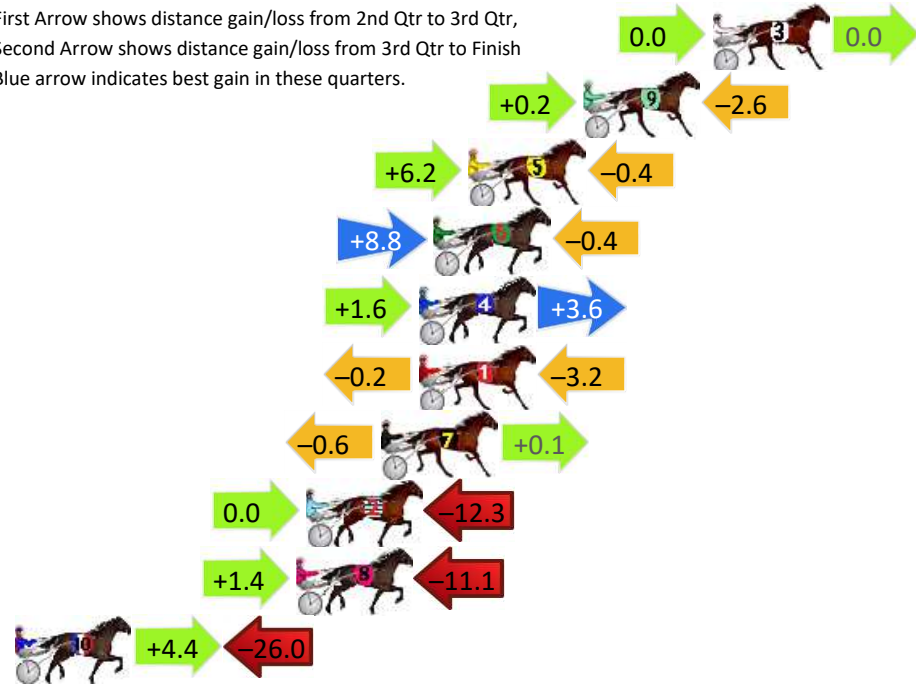 First Arrow shows distance gain/loss from 2nd Qtr to 3rd Qtr,
Second Arrow shows distance gain/loss from 3rd Qtr to Finish
Blue arrow indicates best gain in these quarters.
0.0 3 0.0
+0.2 9 −2.6
+6.2 5 −0.4
+8.8 6 −0.4
+1.6 4 +3.6
−0.2 1 −3.2
−0.6 7 +0.1
0.0 2 −12.3
+1.4 8 −11.1
10 +4.4 −26.0